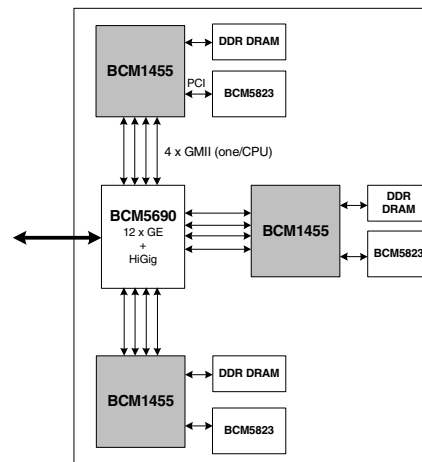 DDR DRAM
BCM1455
PCI
BCM5823
4 x GMII (one/CPU)
BCM5690
12 x GE
+
HiGig
DDR
DRAM
BCM1455
BCM5823
DDR DRAM
BCM1455
BCM5823